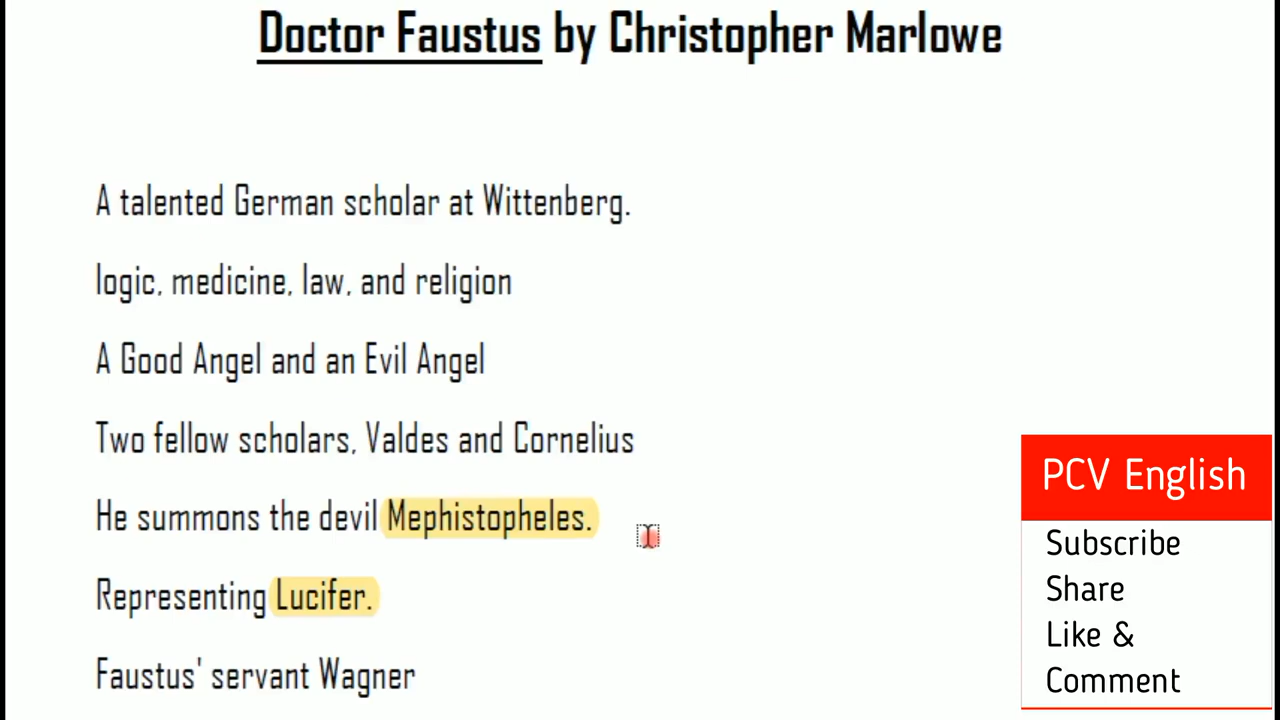 Doctor Faustus by Christopher Marlowe
A talented German scholar at Wittenberg.
logic, medicine, law, and religion
A Good Angel and an Evil Angel
Two fellow scholars, Valdes and Cornelius
He summons the devil Mephistopheles.
Representing Lucifer.
Faustus' servant Wagner
PCV English
Subscribe
Share
Like &
Comment